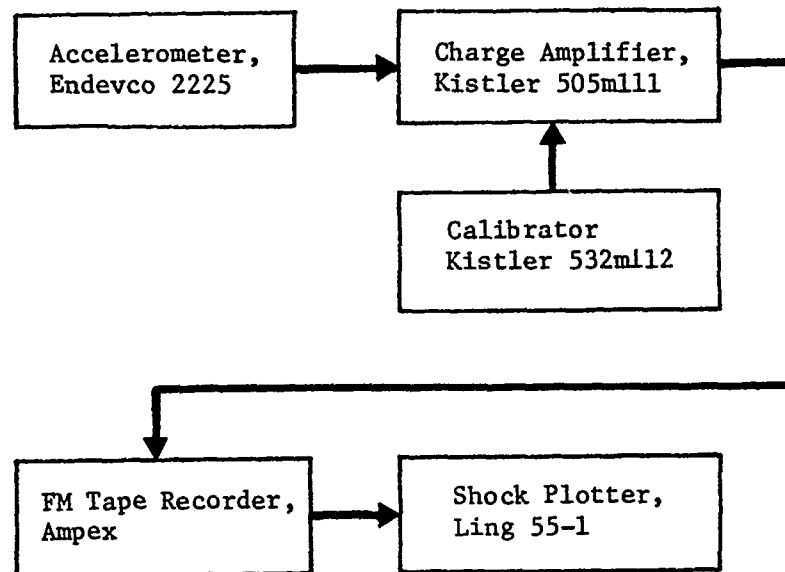 Accelerometer,
Endevco 2225
Charge Amplifier,
Kistler 505m111
Calibrator
Kistler 532m112
FM Tape Recorder,
Ampex
Shock Plotter,
Ling 55-1